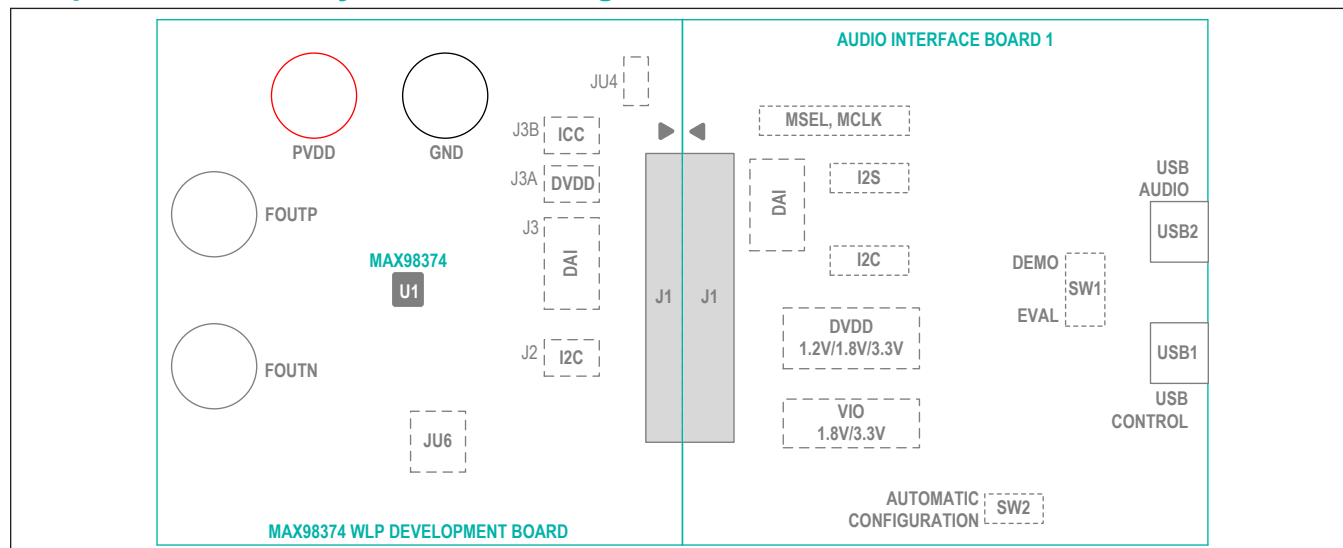 AUDIO INTERFACE BOARD 1
JU4
MSEL, MCLK
J3B
ICC
PVDD
GND
J3A
DVDD
I2S
USB
AUDIO
DAI
FOUTP
J3
DAI
USB2
MAX98374
U1
I2C
DEMO
SW1
EVAL
J1
J1
DVDD
1.2V/1.8V/3.3V
J2
I2C
USB1
FOUTN
USB
CONTROL
VIO
1.8V/3.3V
JU6
AUTOMATIC
CONFIGURATION
SW2
MAX98374 WLP DEVELOPMENT BOARD